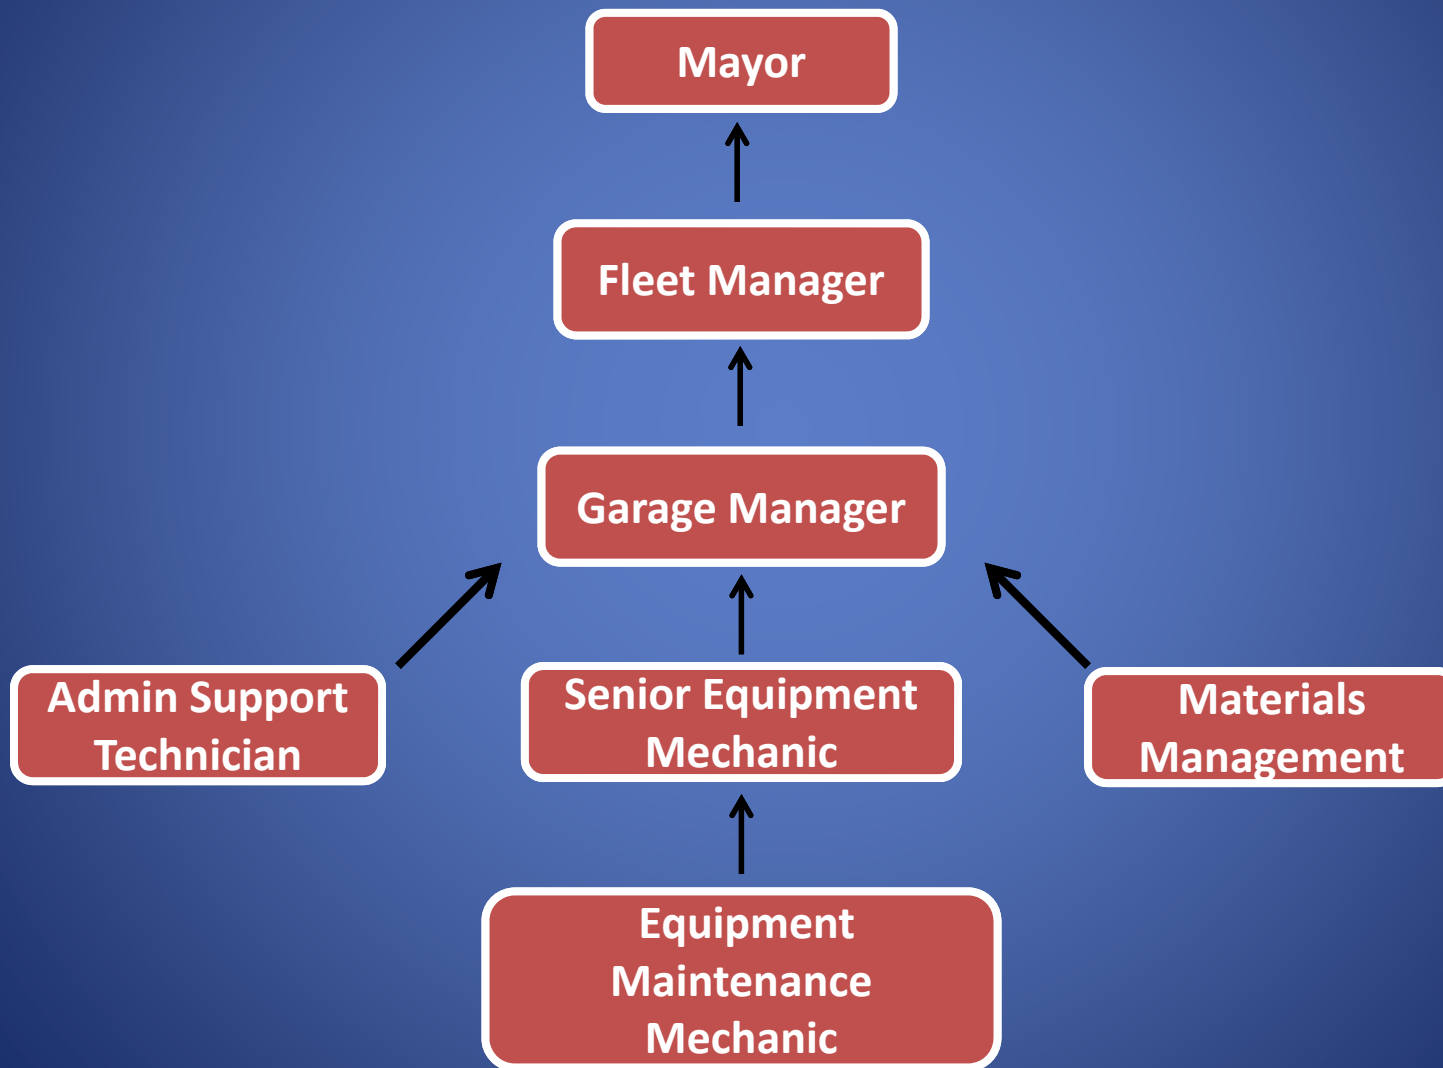 Mayor
Fleet Manager
Garage Manager
Admin Support
Technician
Senior Equipment
Mechanic
Materials
Management
Equipment
Maintenance
Mechanic